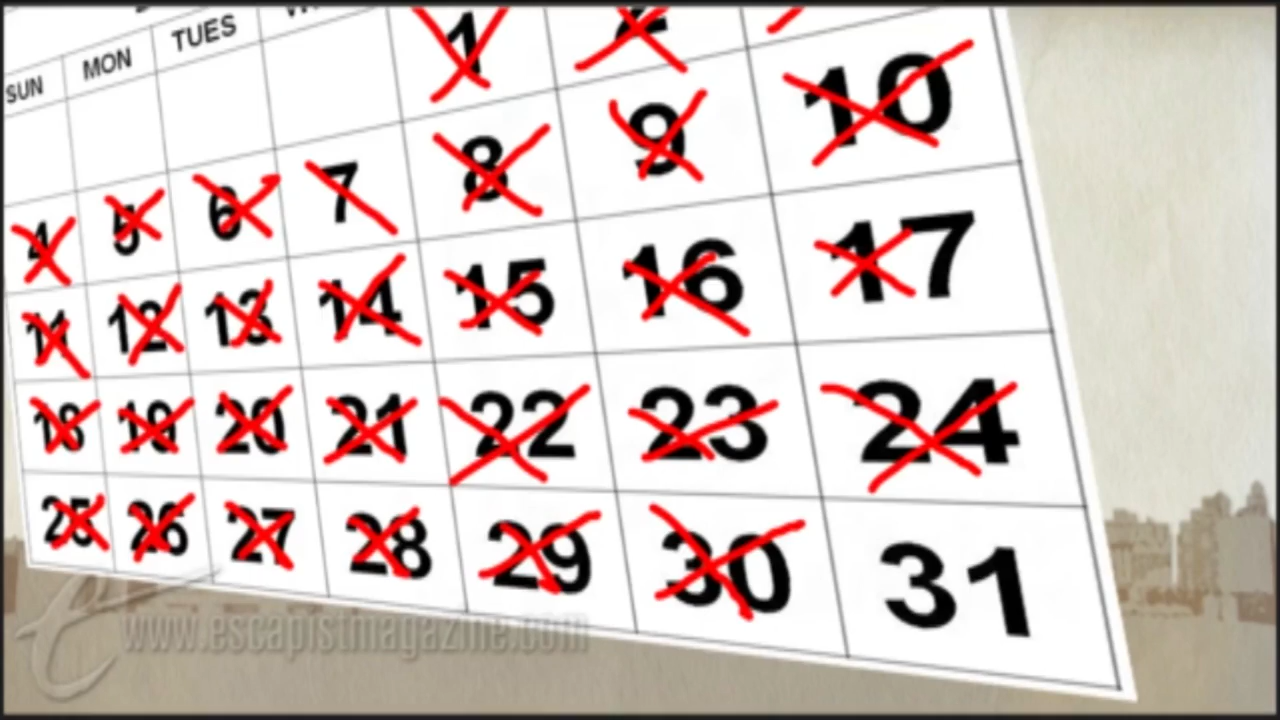 SUN MON TUES
1 2
4 5 6 7 8 9 10
11 12 13 14 15 16 17
18 19 20 21 22 23 24
25 26 27 28 29 30 31
www.escapistmagazine.com